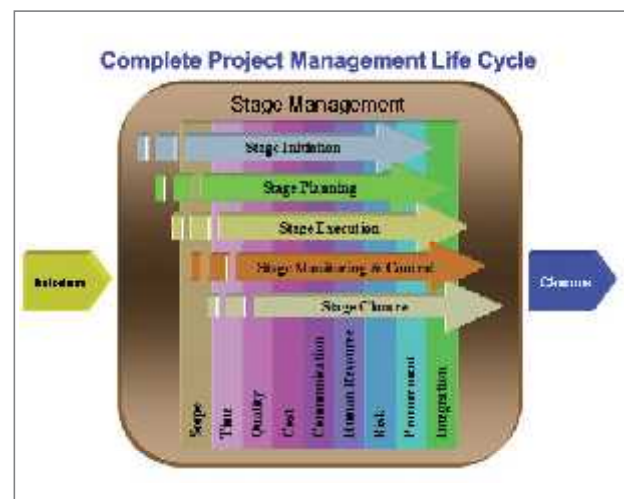 Complete Project Management Life Cycle
Stage Management
Stage Initiation
Stage Planning
Stage Execution
Stage Monitoring & Control
Stage Closure
Closure
Scope
Time
Quality
Cost
Communication
Human Resource
Risk
Procurement
Integration